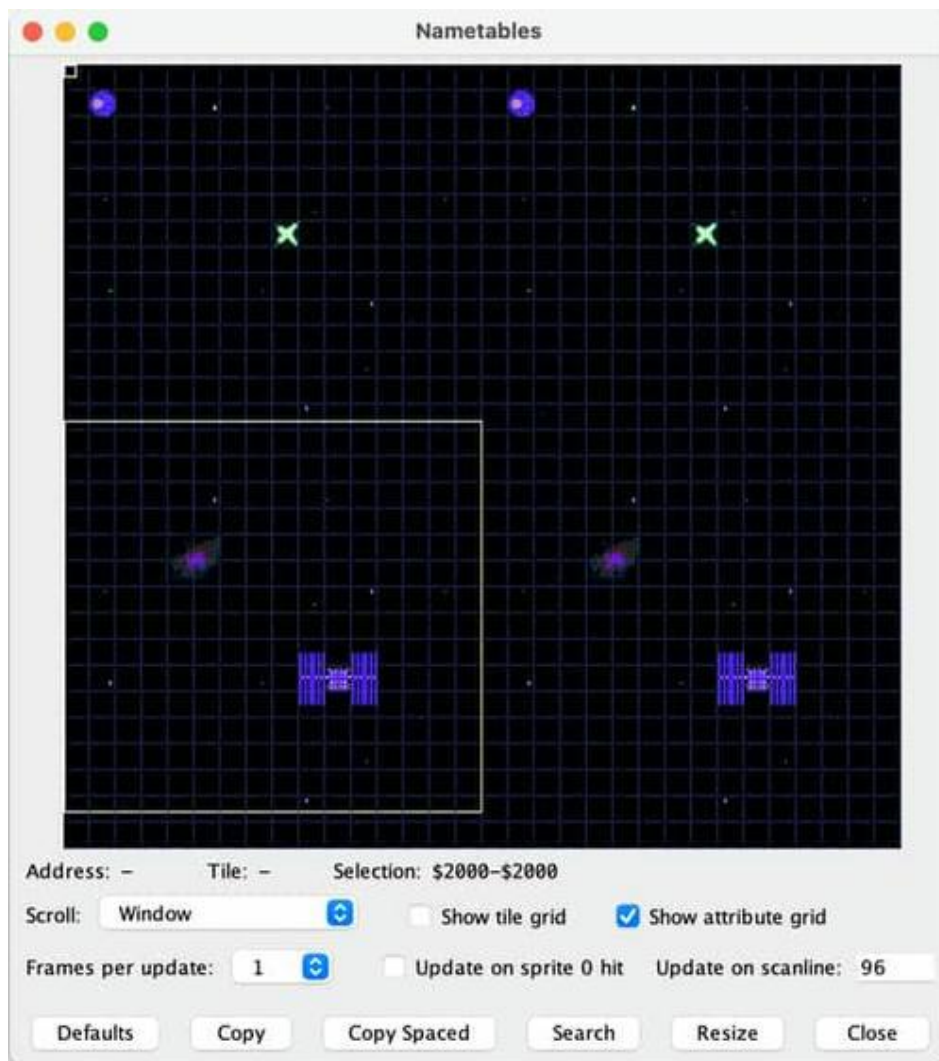 Nametables
Address: – Tile: – Selection: $2000–$2000
Scroll: Window Show tile grid Show attribute grid
Frames per update: 1 Update on sprite 0 hit Update on scanline: 96
Defaults Copy Copy Spaced Search Resize Close